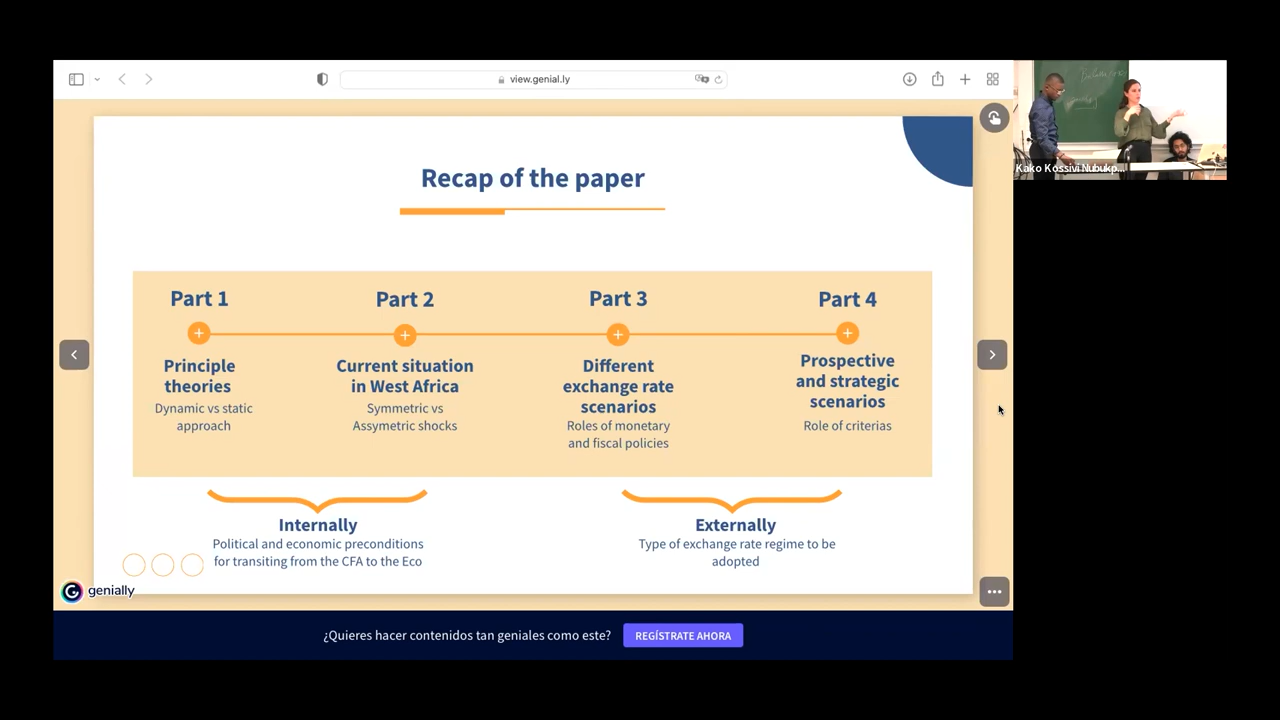 view.genial.ly
Kako Kossivi Nubukp...
Recap of the paper
Part 1
Part 2
Part 3
Part 4
Principle
theories
Dynamic vs static
approach
Current situation
in West Africa
Symmetric vs
Assymetric shocks
Different
exchange rate
scenarios
Roles of monetary
and fiscal policies
Prospective
and strategic
scenarios
Role of criterias
Internally
Political and economic preconditions
for transiting from the CFA to the Eco
Externally
Type of exchange rate regime to be
adopted
genially
¿Quieres hacer contenidos tan geniales como este?
REGÍSTRATE AHORA